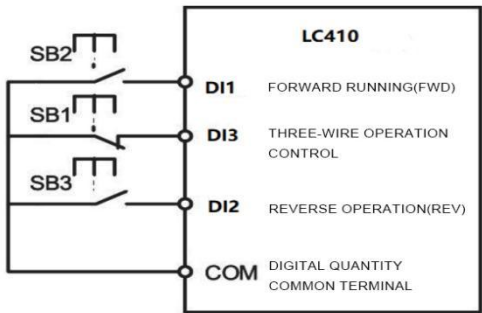 LC410
SB2
DI1 FORWARD RUNNING(FWD)
SB1
DI3 THREE-WIRE OPERATION
CONTROL
SB3
DI2 REVERSE OPERATION(REV)
COM DIGITAL QUANTITY
COMMON TERMINAL